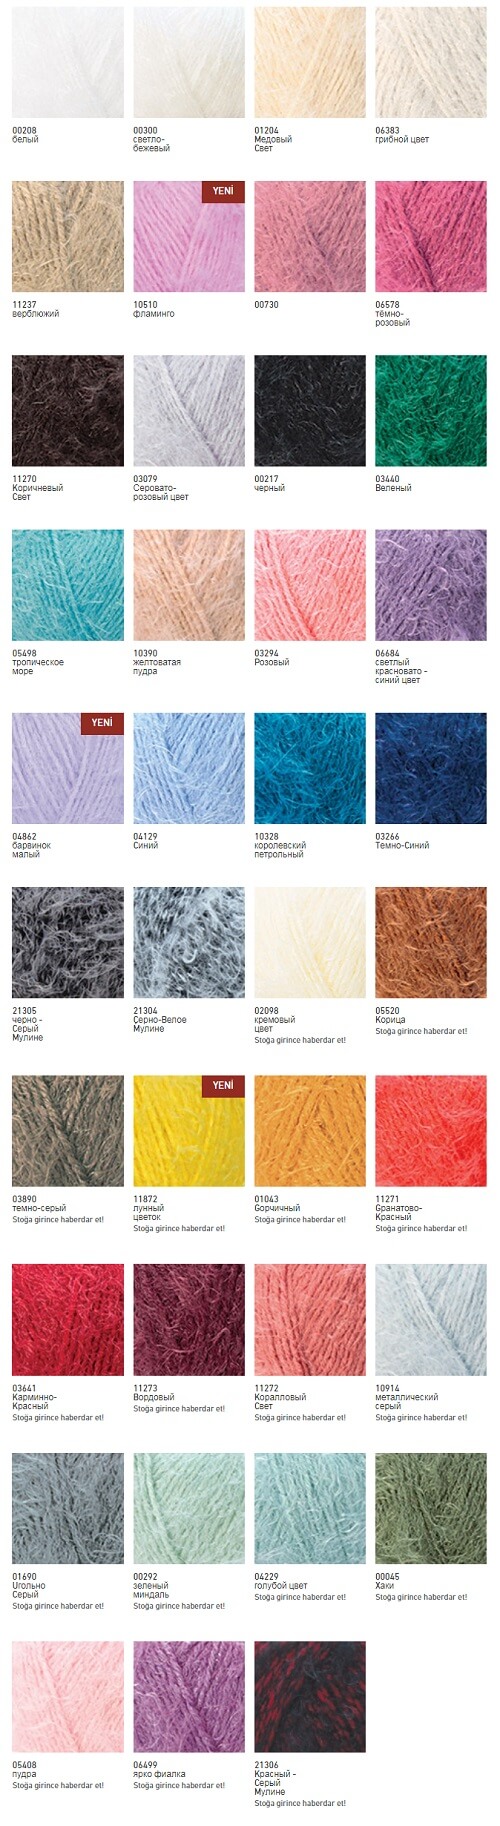 00208
белый
00300
светло-
бежевый
01204
Медовый
Свет
06383
грибной цвет
YENİ
11237
верблюжий
10510
фламинго
00730
06578
тёмно-
розовый
11270
Коричневый
Свет
03079
Серовато-
розовый цвет
00217
черный
03440
Веленый
05498
тропическое
море
10390
желтоватая
пудра
03294
Розовый
06684
светлый
красновато -
синий цвет
YENİ
04862
барвинок
малый
04129
Синий
10328
королевский
петрольный
03266
Темно-Синий
21305
черно -
Серый
Мулине
21304
Серно-Велое
Мулине
02098
кремовый
цвет
Stoğa girince haberdar et!
05520
Корица
Stoğa girince haberdar et!
YENİ
03890
темно-серый
Stoğa girince haberdar et!
11872
лунный
цветок
Stoğa girince haberdar et!
01043
Gорчичный
Stoğa girince haberdar et!
11271
Gранатово-
Красный
Stoğa girince haberdar et!
03641
Карминно-
Красный
Stoğa girince haberdar et!
11273
Вордовый
Stoğa girince haberdar et!
11272
Коралловый
Свет
Stoğa girince haberdar et!
10914
металлический
серый
Stoğa girince haberdar et!
01690
Uгольно
Серый
Stoğa girince haberdar et!
00292
зеленый
миндаль
Stoğa girince haberdar et!
04229
голубой цвет
Stoğa girince haberdar et!
00045
Хаки
Stoğa girince haberdar et!
05408
пудра
Stoğa girince haberdar et!
06499
ярко фиалка
Stoğa girince haberdar et!
21306
Красный -
Серый
Мулине
Stoğa girince haberdar et!